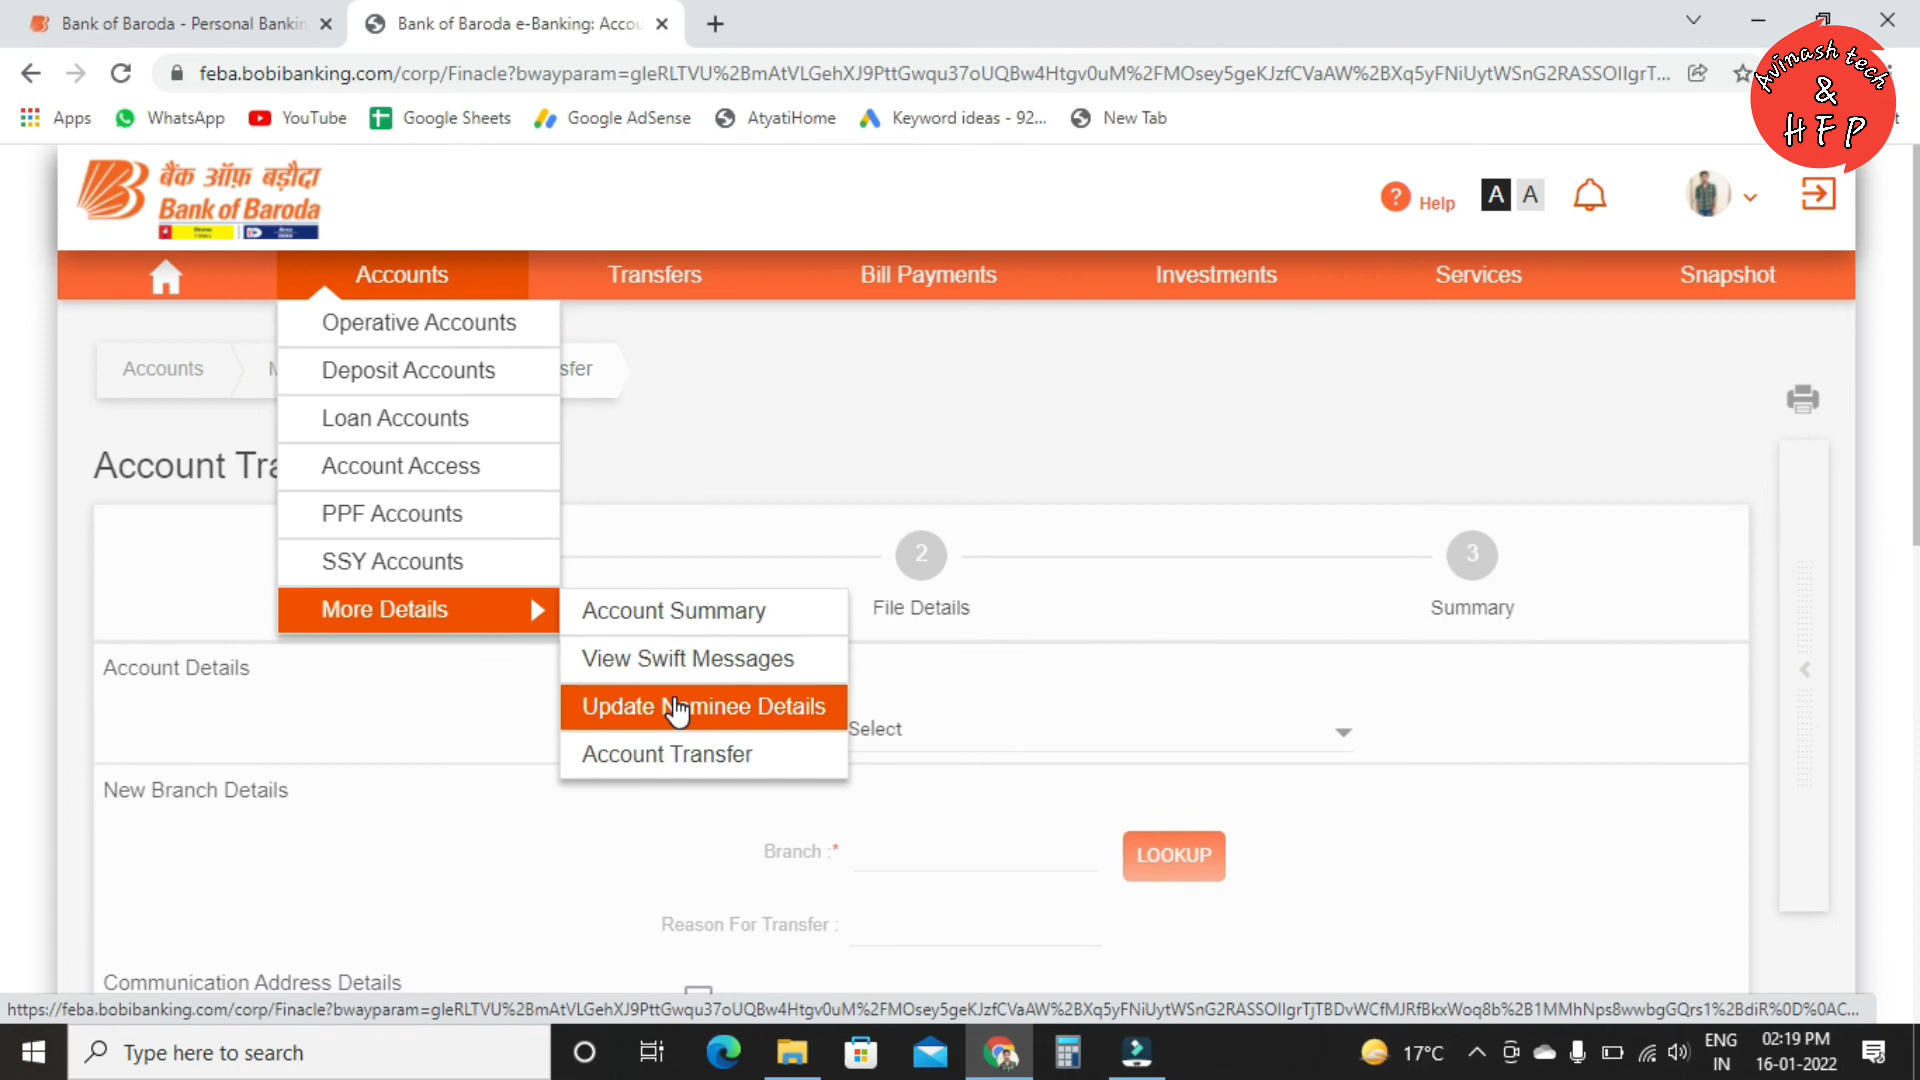 Bank of Baroda - Personal Bankin
Bank of Baroda e-Banking: Accou
feba.bobibanking.com/corp/Finacle?bwayparam=gleRLTVU%2BmAtVLGehXJ9PttGwqu37oUQBw4Htgv0uM%2FMOsey5geKJzfCVaAW%2BXq5yFNiUytWSnG2RASSOIIgrT...
Avinash tech
&
HFP
Apps
WhatsApp
YouTube
Google Sheets
Google AdSense
AtyatiHome
Keyword ideas - 92...
New Tab
बैंक ऑफ़ बड़ौदा
Bank of Baroda
Help
A A
Accounts
Transfers
Bill Payments
Investments
Services
Snapshot
Operative Accounts
Accounts
M
sfer
Deposit Accounts
Loan Accounts
Account Tra
Account Access
PPF Accounts
SSY Accounts
2
3
More Details
Account Summary
File Details
Summary
View Swift Messages
Account Details
Update Nominee Details
Select
Account Transfer
New Branch Details
Branch :*
LOOKUP
Reason For Transfer :
Communication Address Details
https://feba.bobibanking.com/corp/Finacle?bwayparam=gleRLTVU%2BmAtVLGehXJ9PttGwqu37oUQBw4Htgv0uM%2FMOsey5geKJzfCVaAW%2BXq5yFNiUytWSnG2RASSOIIgrTjTBDvWCfMJRfBkxWoq8b%2B1MMhNps8wwbgGQrs1%2BdiR%0D%0AC...
Type here to search
17°C
ENG
IN
02:19 PM
16-01-2022